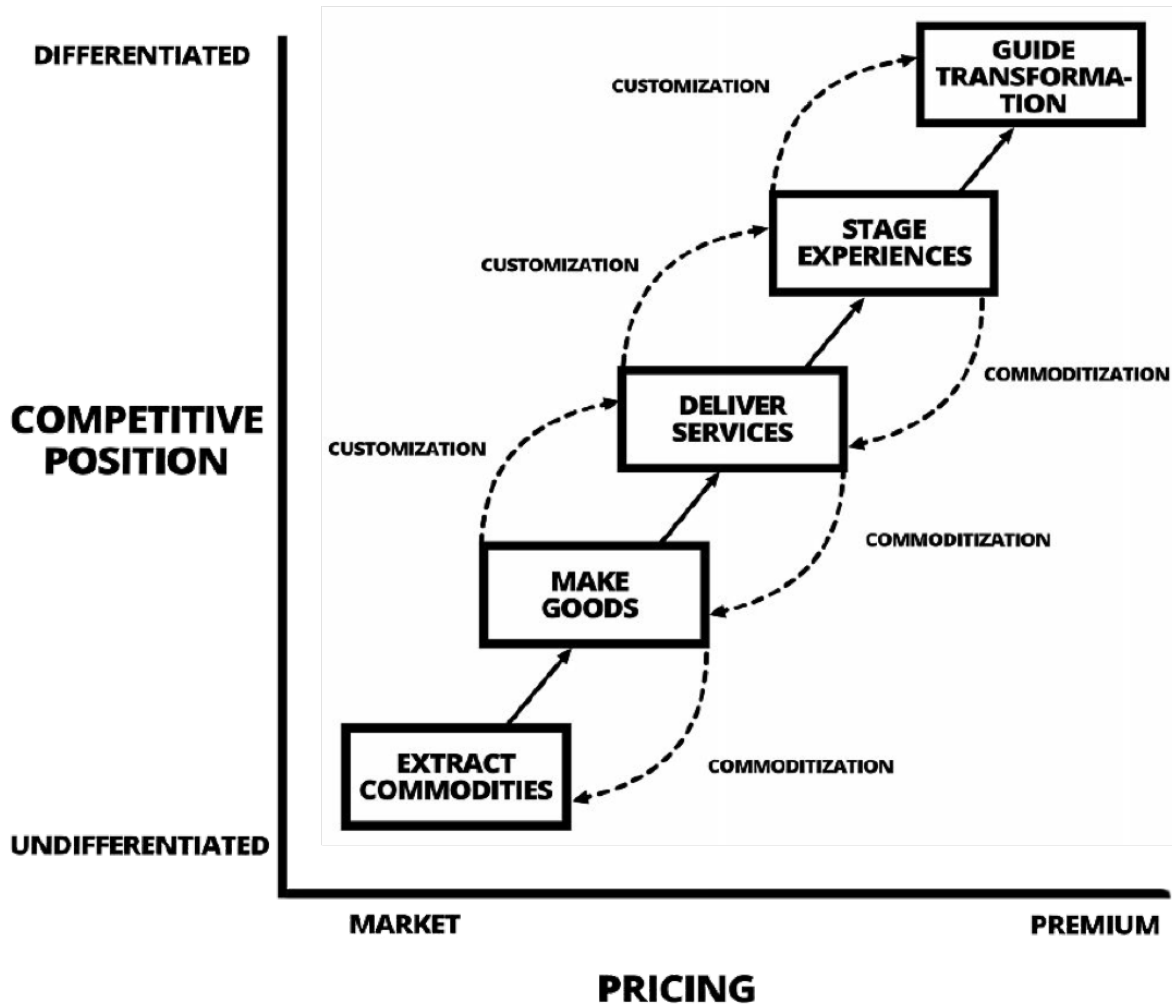 DIFFERENTIATED
GUIDE
TRANSFORMA-
TION
CUSTOMIZATION
STAGE
EXPERIENCES
CUSTOMIZATION
COMMODITIZATION
COMPETITIVE
POSITION
DELIVER
SERVICES
CUSTOMIZATION
COMMODITIZATION
MAKE
GOODS
EXTRACT
COMMODITIES
COMMODITIZATION
UNDIFFERENTIATED
MARKET
PREMIUM
PRICING